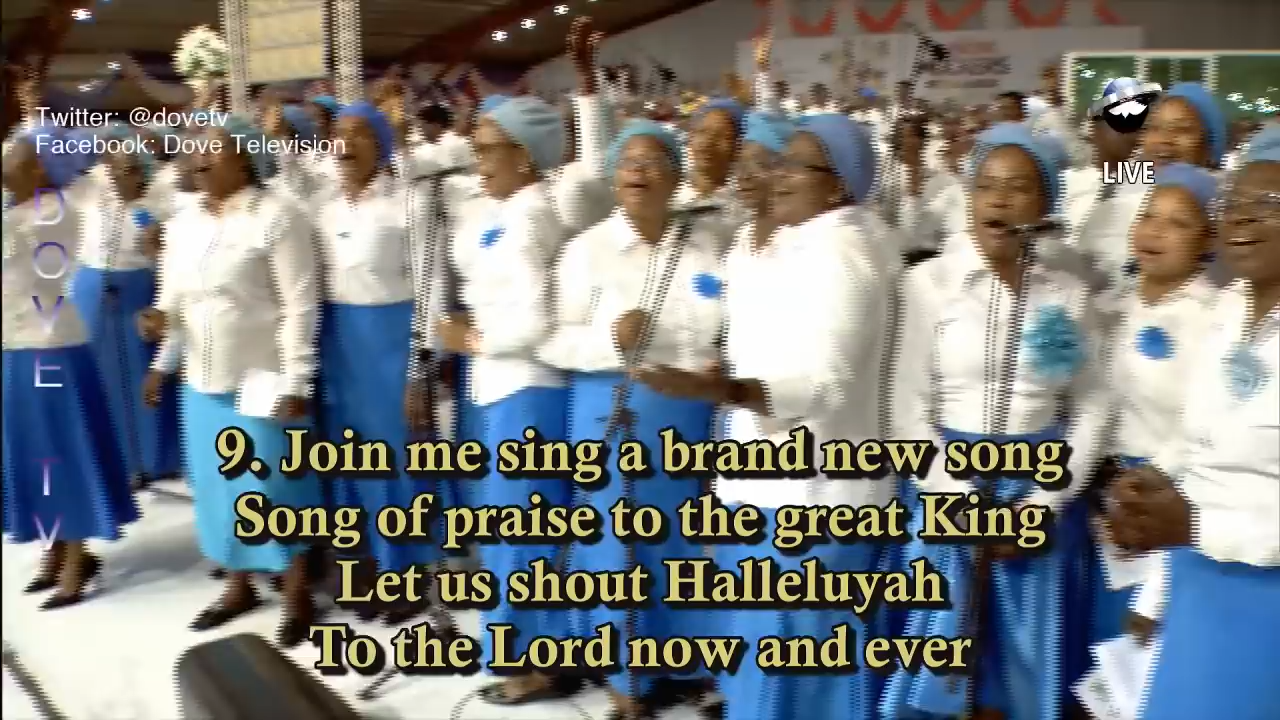 Twitter: @dovetv
Facebook: Dove Television
LIVE
DOVE TV
9. Join me sing a brand new song
Song of praise to the great King
Let us shout Halleluyah
To the Lord now and ever